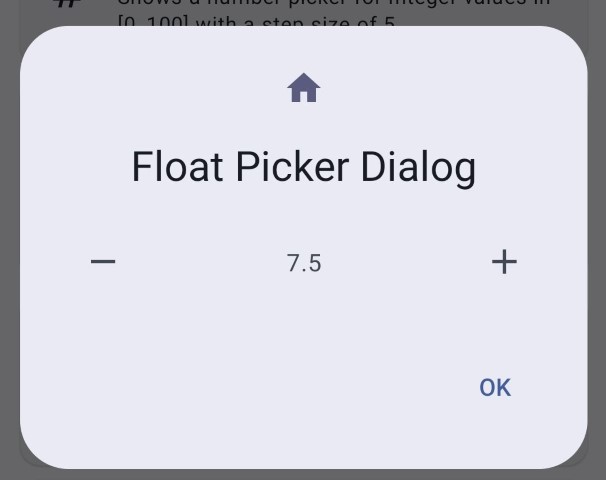 Shows a number picker for integer values in
[0, 100] with a step size of 5
Float Picker Dialog
7.5
OK